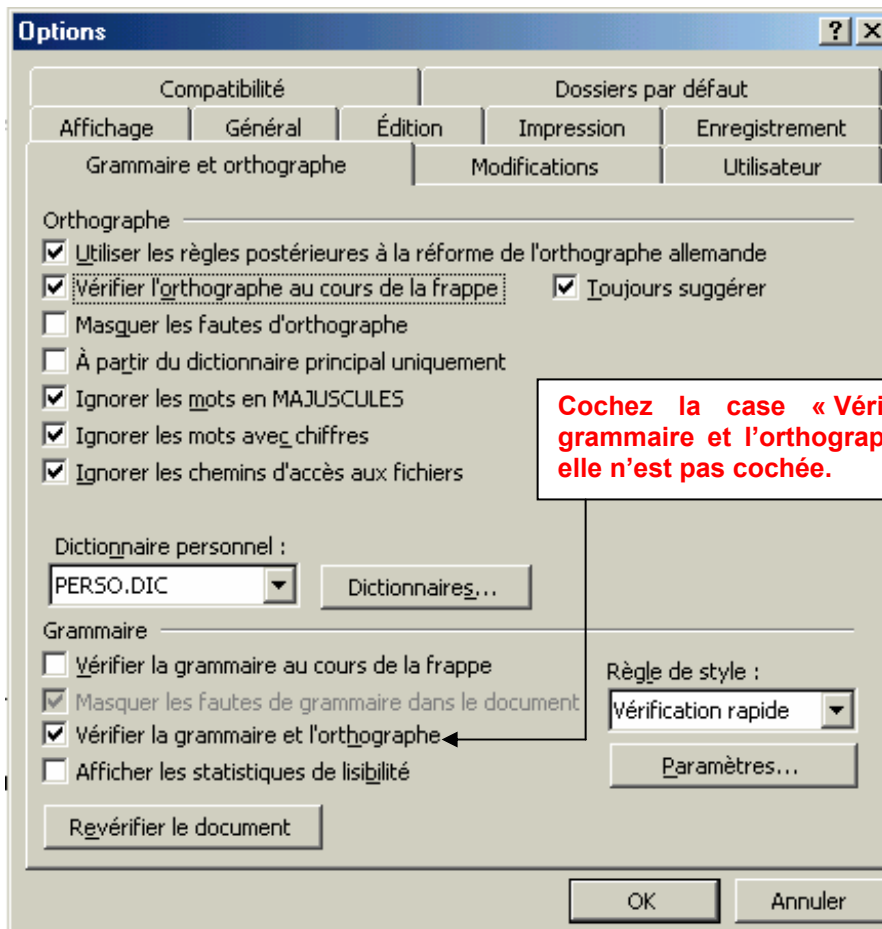 Options
Compatibilité Dossiers par défaut
Affichage Général Édition Impression Enregistrement
Grammaire et orthographe Modifications Utilisateur
Orthographe
Utiliser les règles postérieures à la réforme de l'orthographe allemande
Vérifier l'orthographe au cours de la frappe Toujours suggérer
Masquer les fautes d'orthographe
À partir du dictionnaire principal uniquement
Ignorer les mots en MAJUSCULES
Ignorer les mots avec chiffres
Ignorer les chemins d'accès aux fichiers
Cochez la case «
grammaire et
elle n'est pas cochée.
Dictionnaire personnel :
PERSO.DIC Dictionnaires...
Grammaire
Vérifier la grammaire au cours de la frappe
Règle de style :
Masquer les fautes de grammaire dans le document
Vérification rapide
Vérifier la grammaire et l'orthographe
Afficher les statistiques de lisibilité
Paramètres...
Revérifier le document
OK Annuler